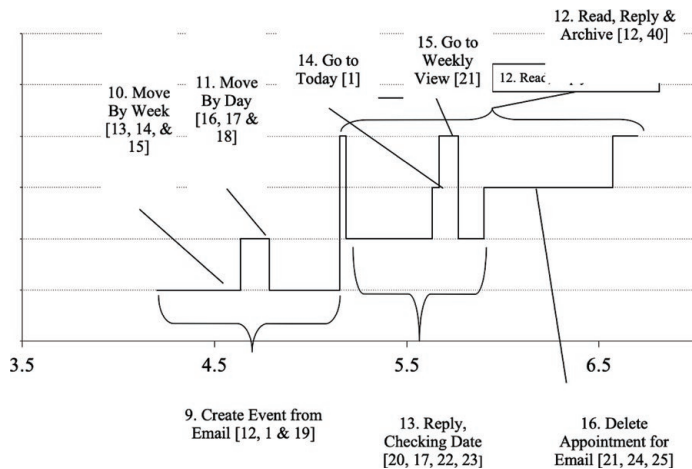 12. Read, Reply &
Archive [12, 40]
15. Go to
Weekly
View [21]
14. Go to
Today [1]
12. Read,
11. Move
By Day
[16, 17 &
18]
10. Move
By Week
[13, 14, &
15]
3.5
4.5
5.5
6.5
9. Create Event from
Email [12, 1 & 19]
13. Reply,
Checking Date
[20, 17, 22, 23]
16. Delete
Appointment for
Email [21, 24, 25]